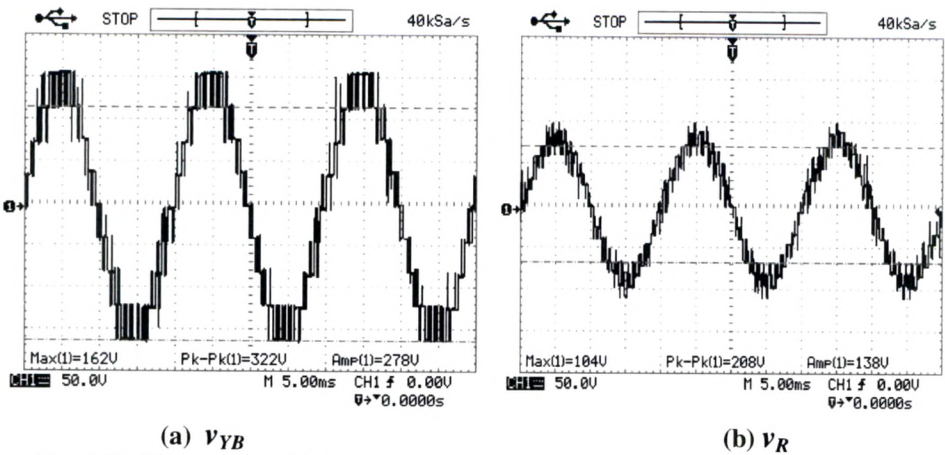 STOP
40kSa/s
T
1
Max(1)=162V Pk-Pk(1)=322V Amp(1)=278V
CH1 50.0V M 5.00ms CH1 f 0.00V
0.0000s
(a) vYB
STOP
40kSa/s
T
1
Max(1)=104V Pk-Pk(1)=208V Amp(1)=138V
CH1 50.0V M 5.00ms CH1 f 0.00V
0.0000s
(b) vR